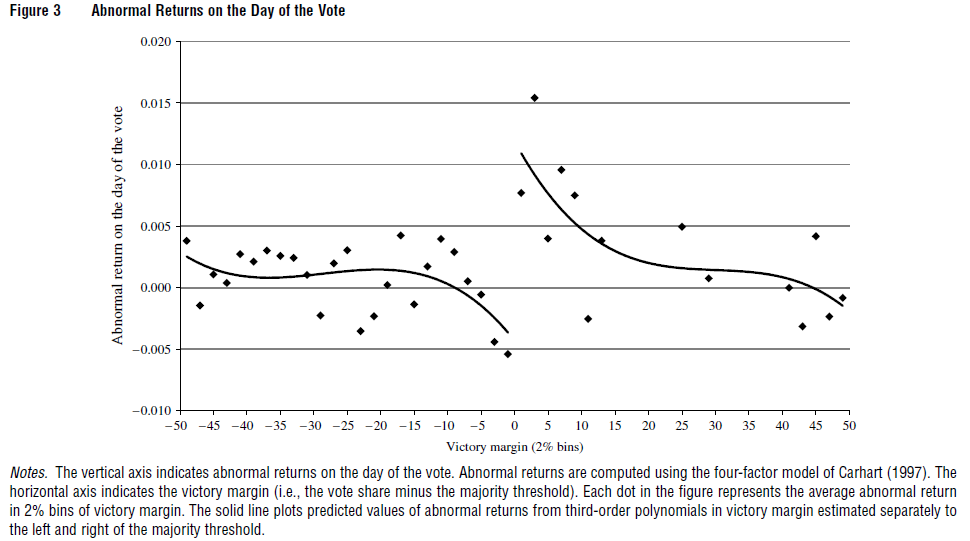 Figure 3 Abnormal Returns on the Day of the Vote
0.020
0.015
0.010
0.005
0.000
−0.005
−0.010
Abnormal return on the day of the vote
−50 −45 −40 −35 −30 −25 −20 −15 −10 −5 0 5 10 15 20 25 30 35 40 45 50
Victory margin (2% bins)
Notes. The vertical axis indicates abnormal returns on the day of the vote. Abnormal returns are computed using the four-factor model of Carhart (1997). The
horizontal axis indicates the victory margin (i.e., the vote share minus the majority threshold). Each dot in the figure represents the average abnormal return
in 2% bins of victory margin. The solid line plots predicted values of abnormal returns from third-order polynomials in victory margin estimated separately to
the left and right of the majority threshold.